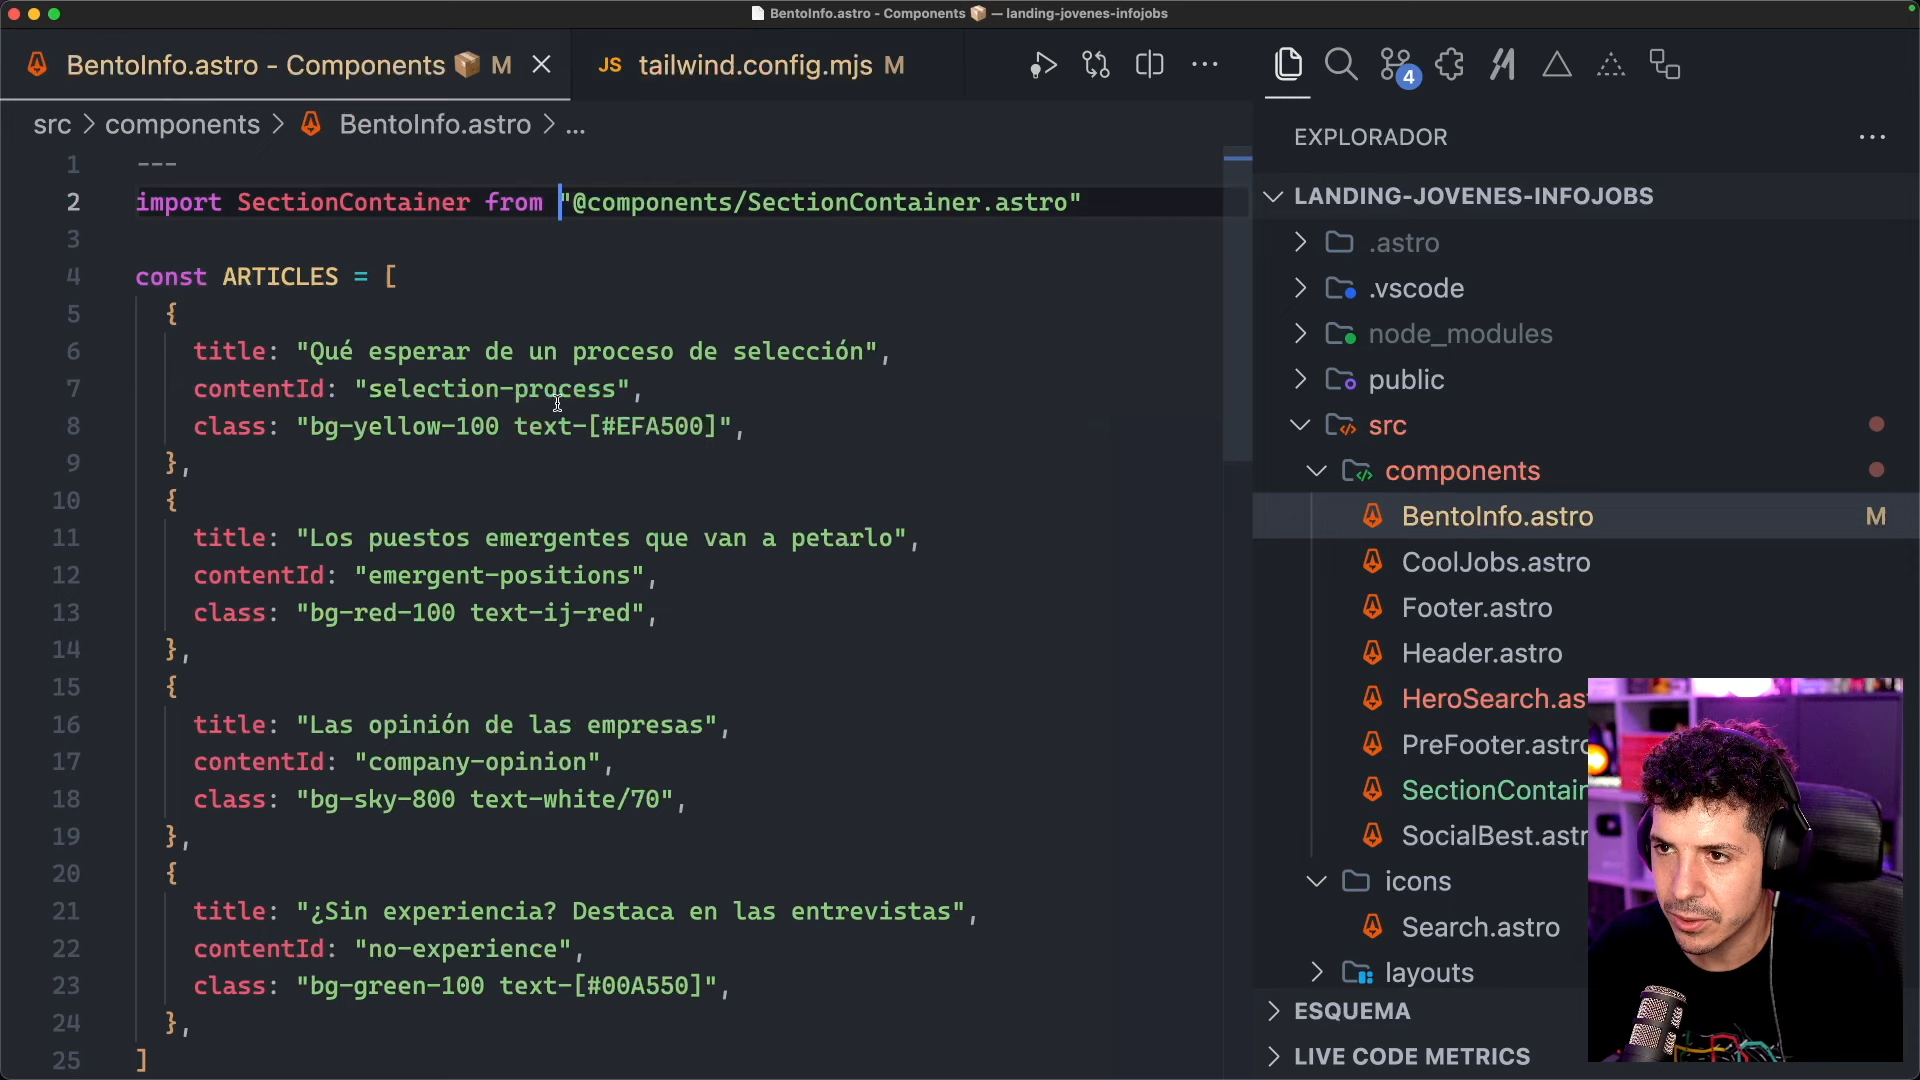 BentoInfo.astro - Components 📦 — landing-jovenes-infojobs
BentoInfo.astro - Components 📦 M
JS tailwind.config.mjs M
4
src > components > BentoInfo.astro > ...
1 ---
2 import SectionContainer from "@components/SectionContainer.astro"
3
4 const ARTICLES = [
5 {
6 title: "Qué esperar de un proceso de selección",
7 contentId: "selection-process",
8 class: "bg-yellow-100 text-[#EFA500]",
9 },
10 {
11 title: "Los puestos emergentes que van a petarlo",
12 contentId: "emergent-positions",
13 class: "bg-red-100 text-ij-red",
14 },
15 {
16 title: "Las opinión de las empresas",
17 contentId: "company-opinion",
18 class: "bg-sky-800 text-white/70",
19 },
20 {
21 title: "¿Sin experiencia? Destaca en las entrevistas",
22 contentId: "no-experience",
23 class: "bg-green-100 text-[#00A550]",
24 },
25 ]
EXPLORADOR
LANDING-JOVENES-INFOJOBS
.astro
.vscode
node_modules
public
src
components
BentoInfo.astro M
CoolJobs.astro
Footer.astro
Header.astro
HeroSearch.as
PreFooter.astro
SectionContain
SocialBest.ast
icons
Search.astro
layouts
ESQUEMA
LIVE CODE METRICS